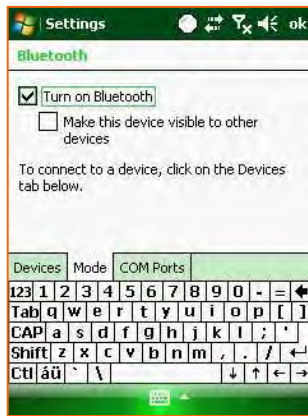 Settings ok
Bluetooth
Turn on Bluetooth
Make this device visible to other
devices
To connect to a device, click on the Devices
tab below.
Devices Mode COM Ports
123 1 2 3 4 5 6 7 8 9 0 - =
Tab q w e r t y u i o p [ ]
CAP a s d f g h j k l ; '
Shift z x c v b n m , . /
Ctl áü ` \